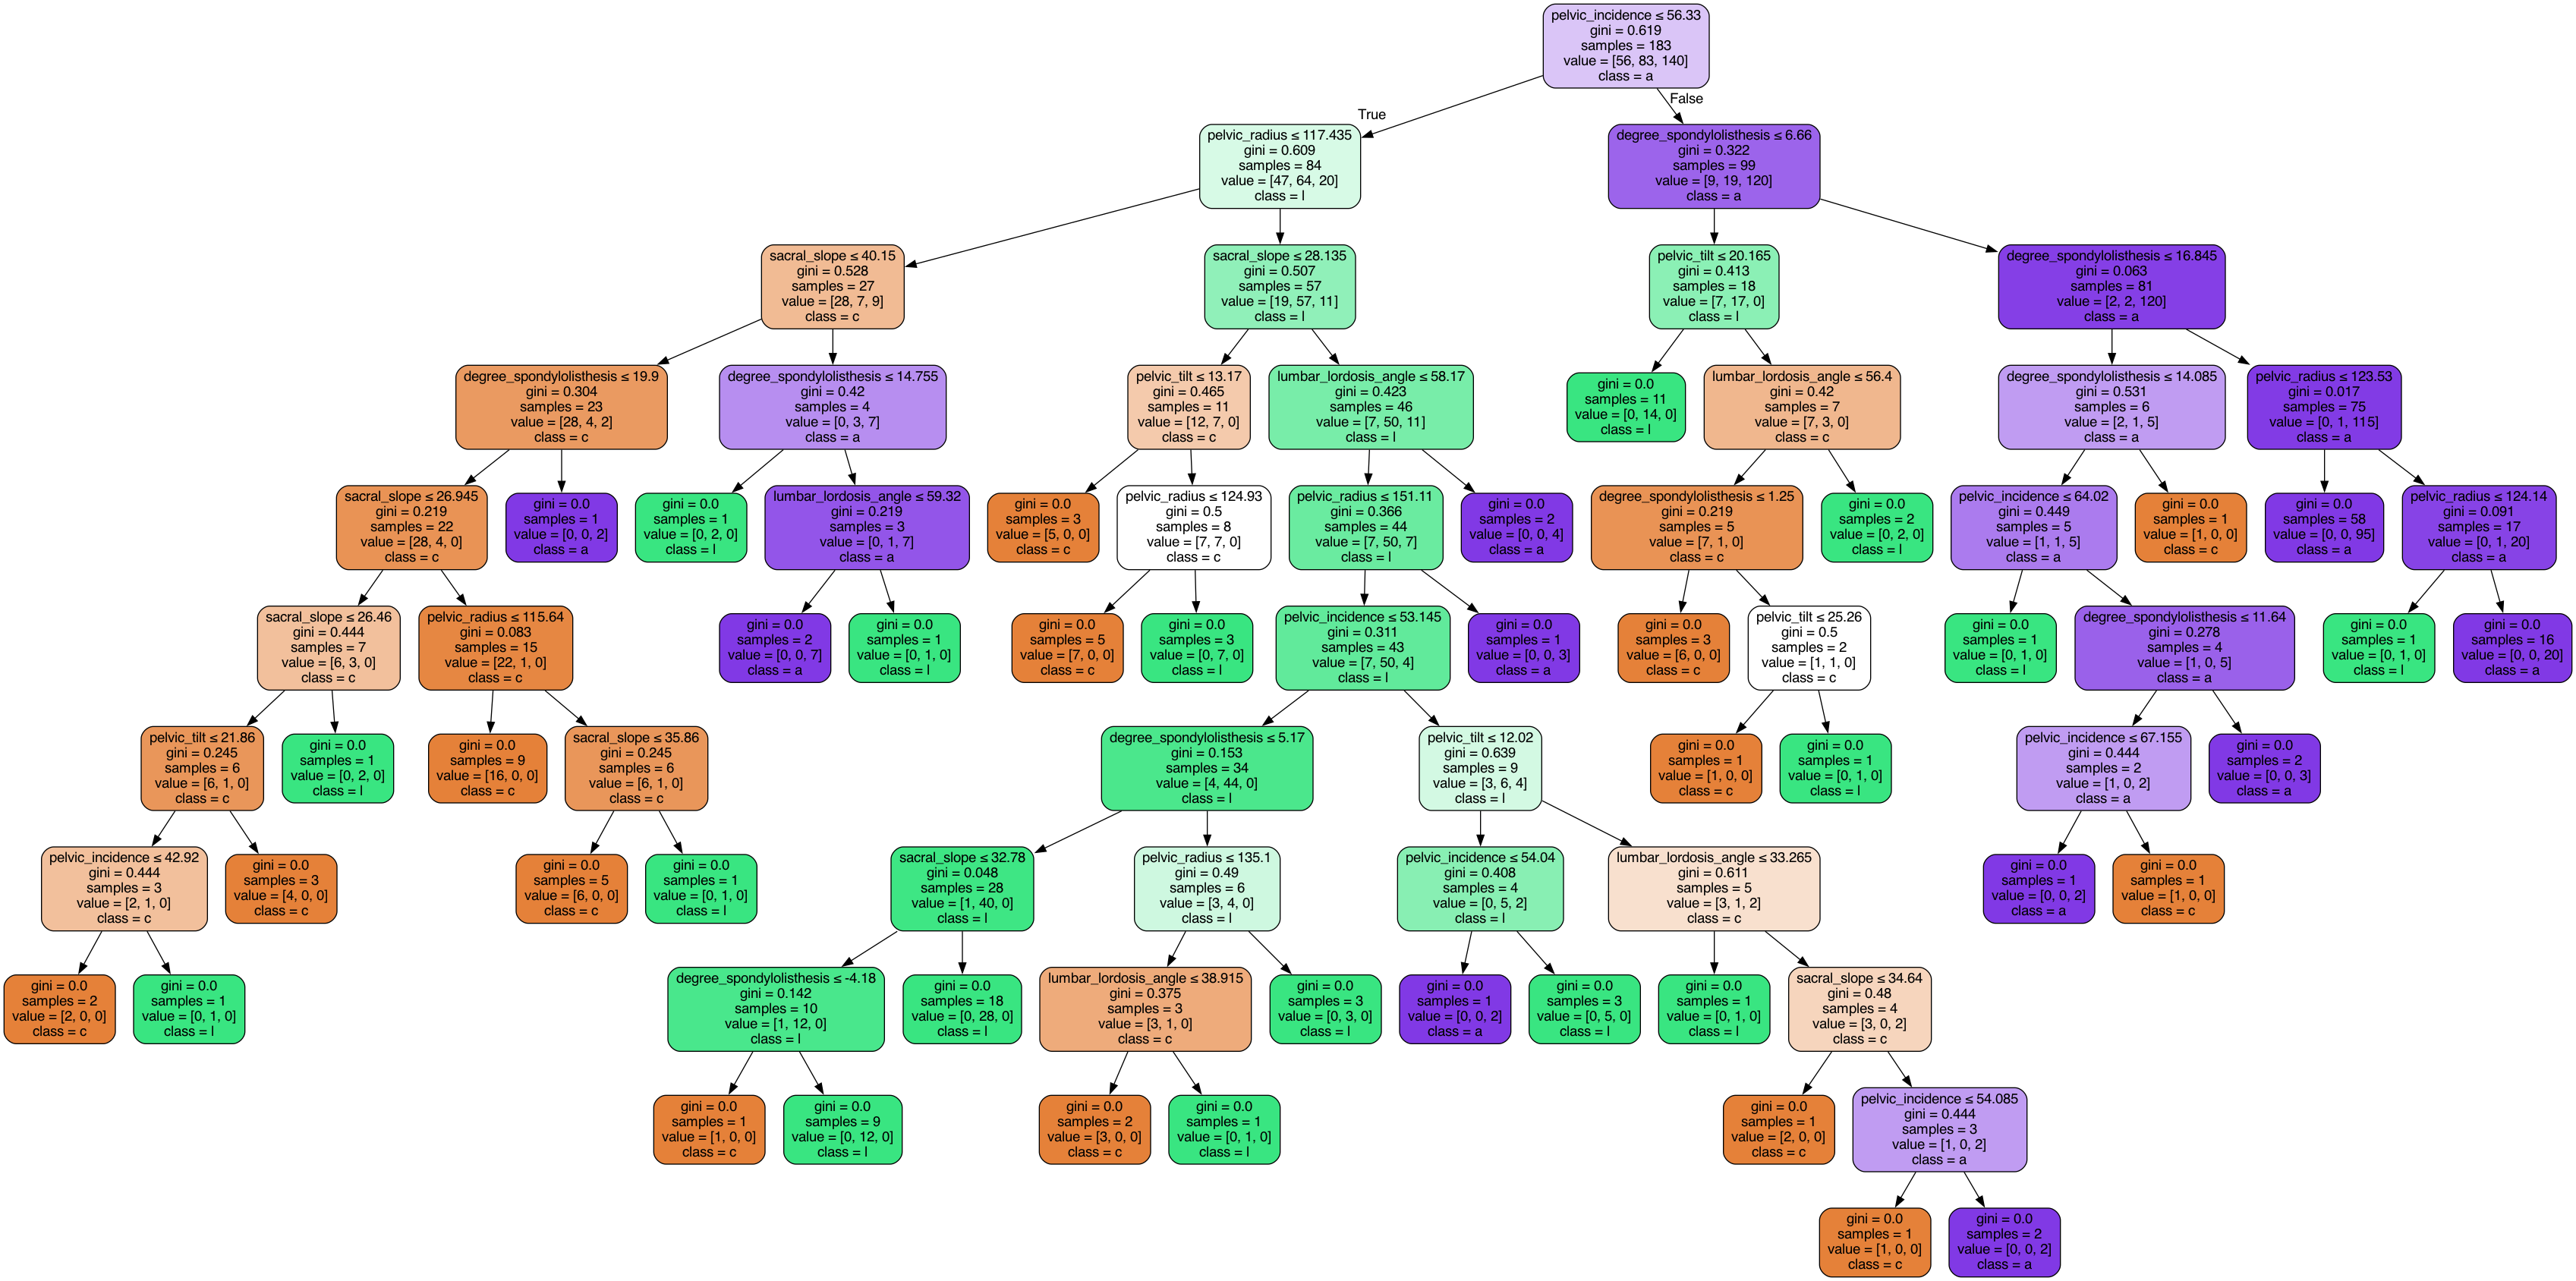 pelvic_incidence ≤ 56.33
gini = 0.619
samples = 183
value = [56, 83, 140]
class = a
True
False
pelvic_radius ≤ 117.435
gini = 0.609
samples = 84
value = [47, 64, 20]
class = l
degree_spondylolisthesis ≤ 6.66
gini = 0.322
samples = 99
value = [9, 19, 120]
class = a
sacral_slope ≤ 40.15
gini = 0.528
samples = 27
value = [28, 7, 9]
class = c
sacral_slope ≤ 28.135
gini = 0.507
samples = 57
value = [19, 57, 11]
class = l
pelvic_tilt ≤ 20.165
gini = 0.413
samples = 18
value = [7, 17, 0]
class = l
degree_spondylolisthesis ≤ 16.845
gini = 0.063
samples = 81
value = [2, 2, 120]
class = a
degree_spondylolisthesis ≤ 19.9
gini = 0.304
samples = 23
value = [28, 4, 2]
class = c
degree_spondylolisthesis ≤ 14.755
gini = 0.42
samples = 4
value = [0, 3, 7]
class = a
pelvic_tilt ≤ 13.17
gini = 0.465
samples = 11
value = [12, 7, 0]
class = c
lumbar_lordosis_angle ≤ 58.17
gini = 0.423
samples = 46
value = [7, 50, 11]
class = l
gini = 0.0
samples = 11
value = [0, 14, 0]
class = l
lumbar_lordosis_angle ≤ 56.4
gini = 0.42
samples = 7
value = [7, 3, 0]
class = c
degree_spondylolisthesis ≤ 14.085
gini = 0.531
samples = 6
value = [2, 1, 5]
class = a
pelvic_radius ≤ 123.53
gini = 0.017
samples = 75
value = [0, 1, 115]
class = a
sacral_slope ≤ 26.945
gini = 0.219
samples = 22
value = [28, 4, 0]
class = c
gini = 0.0
samples = 1
value = [0, 0, 2]
class = a
gini = 0.0
samples = 1
value = [0, 2, 0]
class = l
lumbar_lordosis_angle ≤ 59.32
gini = 0.219
samples = 3
value = [0, 1, 7]
class = a
gini = 0.0
samples = 3
value = [5, 0, 0]
class = c
pelvic_radius ≤ 124.93
gini = 0.5
samples = 8
value = [7, 7, 0]
class = c
pelvic_radius ≤ 151.11
gini = 0.366
samples = 44
value = [7, 50, 7]
class = l
gini = 0.0
samples = 2
value = [0, 0, 4]
class = a
degree_spondylolisthesis ≤ 1.25
gini = 0.219
samples = 5
value = [7, 1, 0]
class = c
gini = 0.0
samples = 2
value = [0, 2, 0]
class = l
pelvic_incidence ≤ 64.02
gini = 0.449
samples = 5
value = [1, 1, 5]
class = a
gini = 0.0
samples = 1
value = [1, 0, 0]
class = c
gini = 0.0
samples = 58
value = [0, 0, 95]
class = a
pelvic_radius ≤ 124.14
gini = 0.091
samples = 17
value = [0, 1, 20]
class = a
sacral_slope ≤ 26.46
gini = 0.444
samples = 7
value = [6, 3, 0]
class = c
pelvic_radius ≤ 115.64
gini = 0.083
samples = 15
value = [22, 1, 0]
class = c
gini = 0.0
samples = 2
value = [0, 0, 7]
class = a
gini = 0.0
samples = 1
value = [0, 1, 0]
class = l
gini = 0.0
samples = 5
value = [7, 0, 0]
class = c
gini = 0.0
samples = 3
value = [0, 7, 0]
class = l
pelvic_incidence ≤ 53.145
gini = 0.311
samples = 43
value = [7, 50, 4]
class = l
gini = 0.0
samples = 1
value = [0, 0, 3]
class = a
gini = 0.0
samples = 3
value = [6, 0, 0]
class = c
pelvic_tilt ≤ 25.26
gini = 0.5
samples = 2
value = [1, 1, 0]
class = c
gini = 0.0
samples = 1
value = [0, 1, 0]
class = l
degree_spondylolisthesis ≤ 11.64
gini = 0.278
samples = 4
value = [1, 0, 5]
class = a
gini = 0.0
samples = 1
value = [0, 1, 0]
class = l
gini = 0.0
samples = 16
value = [0, 0, 20]
class = a
pelvic_tilt ≤ 21.86
gini = 0.245
samples = 6
value = [6, 1, 0]
class = c
gini = 0.0
samples = 1
value = [0, 2, 0]
class = l
gini = 0.0
samples = 9
value = [16, 0, 0]
class = c
sacral_slope ≤ 35.86
gini = 0.245
samples = 6
value = [6, 1, 0]
class = c
degree_spondylolisthesis ≤ 5.17
gini = 0.153
samples = 34
value = [4, 44, 0]
class = l
pelvic_tilt ≤ 12.02
gini = 0.639
samples = 9
value = [3, 6, 4]
class = l
gini = 0.0
samples = 1
value = [1, 0, 0]
class = c
gini = 0.0
samples = 1
value = [0, 1, 0]
class = l
pelvic_incidence ≤ 67.155
gini = 0.444
samples = 2
value = [1, 0, 2]
class = a
gini = 0.0
samples = 2
value = [0, 0, 3]
class = a
pelvic_incidence ≤ 42.92
gini = 0.444
samples = 3
value = [2, 1, 0]
class = c
gini = 0.0
samples = 3
value = [4, 0, 0]
class = c
gini = 0.0
samples = 5
value = [6, 0, 0]
class = c
gini = 0.0
samples = 1
value = [0, 1, 0]
class = l
sacral_slope ≤ 32.78
gini = 0.048
samples = 28
value = [1, 40, 0]
class = l
pelvic_radius ≤ 135.1
gini = 0.49
samples = 6
value = [3, 4, 0]
class = l
pelvic_incidence ≤ 54.04
gini = 0.408
samples = 4
value = [0, 5, 2]
class = l
lumbar_lordosis_angle ≤ 33.265
gini = 0.611
samples = 5
value = [3, 1, 2]
class = c
gini = 0.0
samples = 1
value = [0, 0, 2]
class = a
gini = 0.0
samples = 1
value = [1, 0, 0]
class = c
gini = 0.0
samples = 2
value = [2, 0, 0]
class = c
gini = 0.0
samples = 1
value = [0, 1, 0]
class = l
degree_spondylolisthesis ≤ -4.18
gini = 0.142
samples = 10
value = [1, 12, 0]
class = l
gini = 0.0
samples = 18
value = [0, 28, 0]
class = l
lumbar_lordosis_angle ≤ 38.915
gini = 0.375
samples = 3
value = [3, 1, 0]
class = c
gini = 0.0
samples = 3
value = [0, 3, 0]
class = l
gini = 0.0
samples = 1
value = [0, 0, 2]
class = a
gini = 0.0
samples = 3
value = [0, 5, 0]
class = l
gini = 0.0
samples = 1
value = [0, 1, 0]
class = l
sacral_slope ≤ 34.64
gini = 0.48
samples = 4
value = [3, 0, 2]
class = c
gini = 0.0
samples = 1
value = [1, 0, 0]
class = c
gini = 0.0
samples = 9
value = [0, 12, 0]
class = l
gini = 0.0
samples = 2
value = [3, 0, 0]
class = c
gini = 0.0
samples = 1
value = [0, 1, 0]
class = l
gini = 0.0
samples = 1
value = [2, 0, 0]
class = c
pelvic_incidence ≤ 54.085
gini = 0.444
samples = 3
value = [1, 0, 2]
class = a
gini = 0.0
samples = 1
value = [1, 0, 0]
class = c
gini = 0.0
samples = 2
value = [0, 0, 2]
class = a